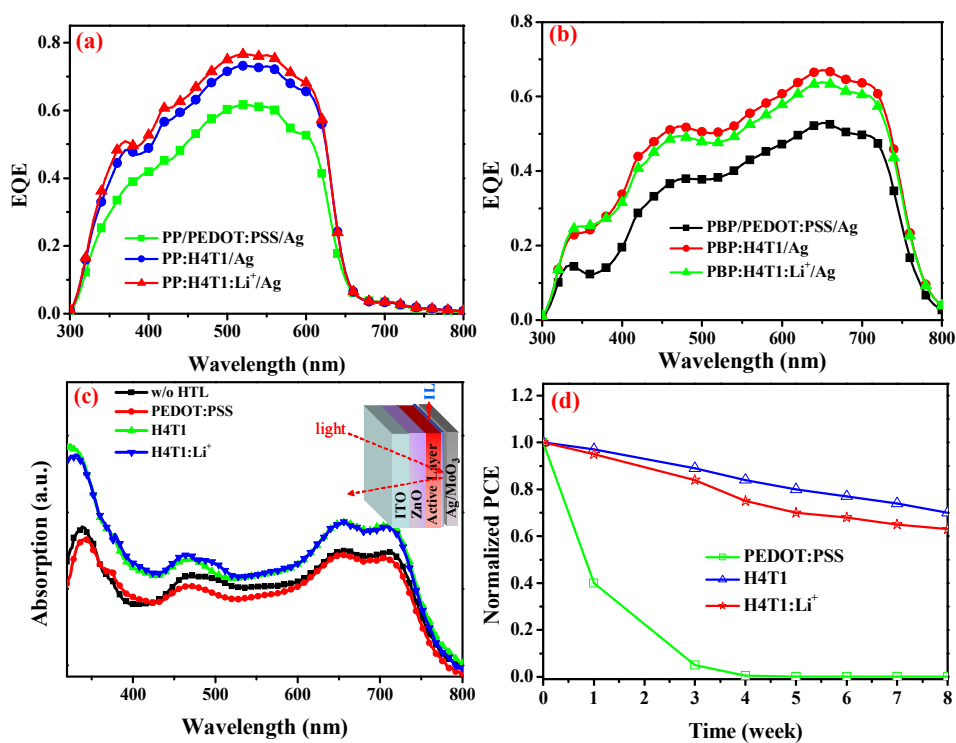 (a)
0.8
0.6
0.4
0.2
0.0
EQE
PP/PEDOT:PSS/Ag
PP:H4T1/Ag
PP:H4T1:Li⁺/Ag
300 400 500 600 700 800
Wavelength (nm)
(b)
0.8
0.6
0.4
0.2
0.0
EQE
PBP/PEDOT:PSS/Ag
PBP:H4T1/Ag
PBP:H4T1:Li⁺/Ag
300 400 500 600 700 800
Wavelength (nm)
(c)
w/o HTL
PEDOT:PSS
H4T1
H4T1:Li⁺
light
IL
ITO
ZnO
Active Layer
Ag/MoO₃
Absorption (a.u.)
400 500 600 700 800
Wavelength (nm)
(d)
1.2
1.0
0.8
0.6
0.4
0.2
0.0
Normalized PCE
PEDOT:PSS
H4T1
H4T1:Li⁺
0 1 2 3 4 5 6 7 8
Time (week)